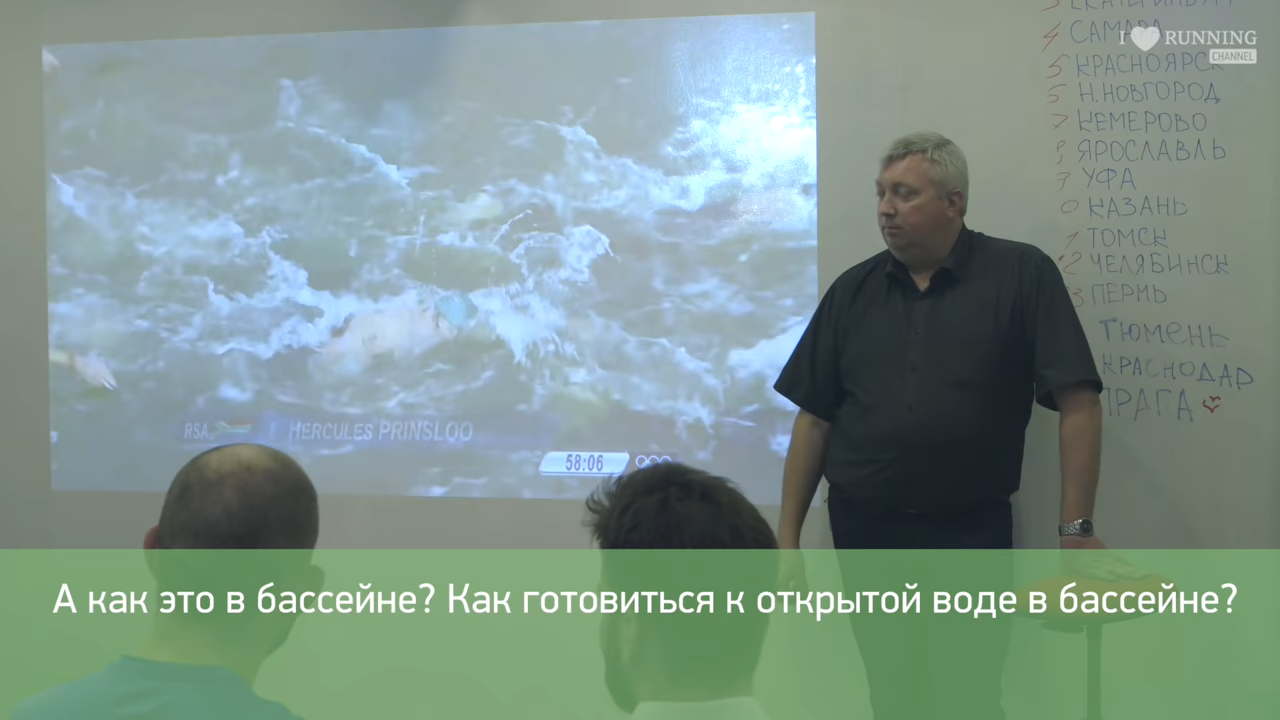 I RUNNING
CHANNEL
САМАРА
КРАСНОЯРСК
Н.НОВГОРОД
КЕМЕРОВО
ЯРОСЛАВЛЬ
УФА
КАЗАНЬ
ТОМСК
ЧЕЛЯБИНСК
ПЕРМЬ
ТЮМЕНЬ
КРАСНОДАР
ПРАГА
RSA HERCULES PRINSLOO
58:06
А как это в бассейне? Как готовиться к открытой воде в бассейне?